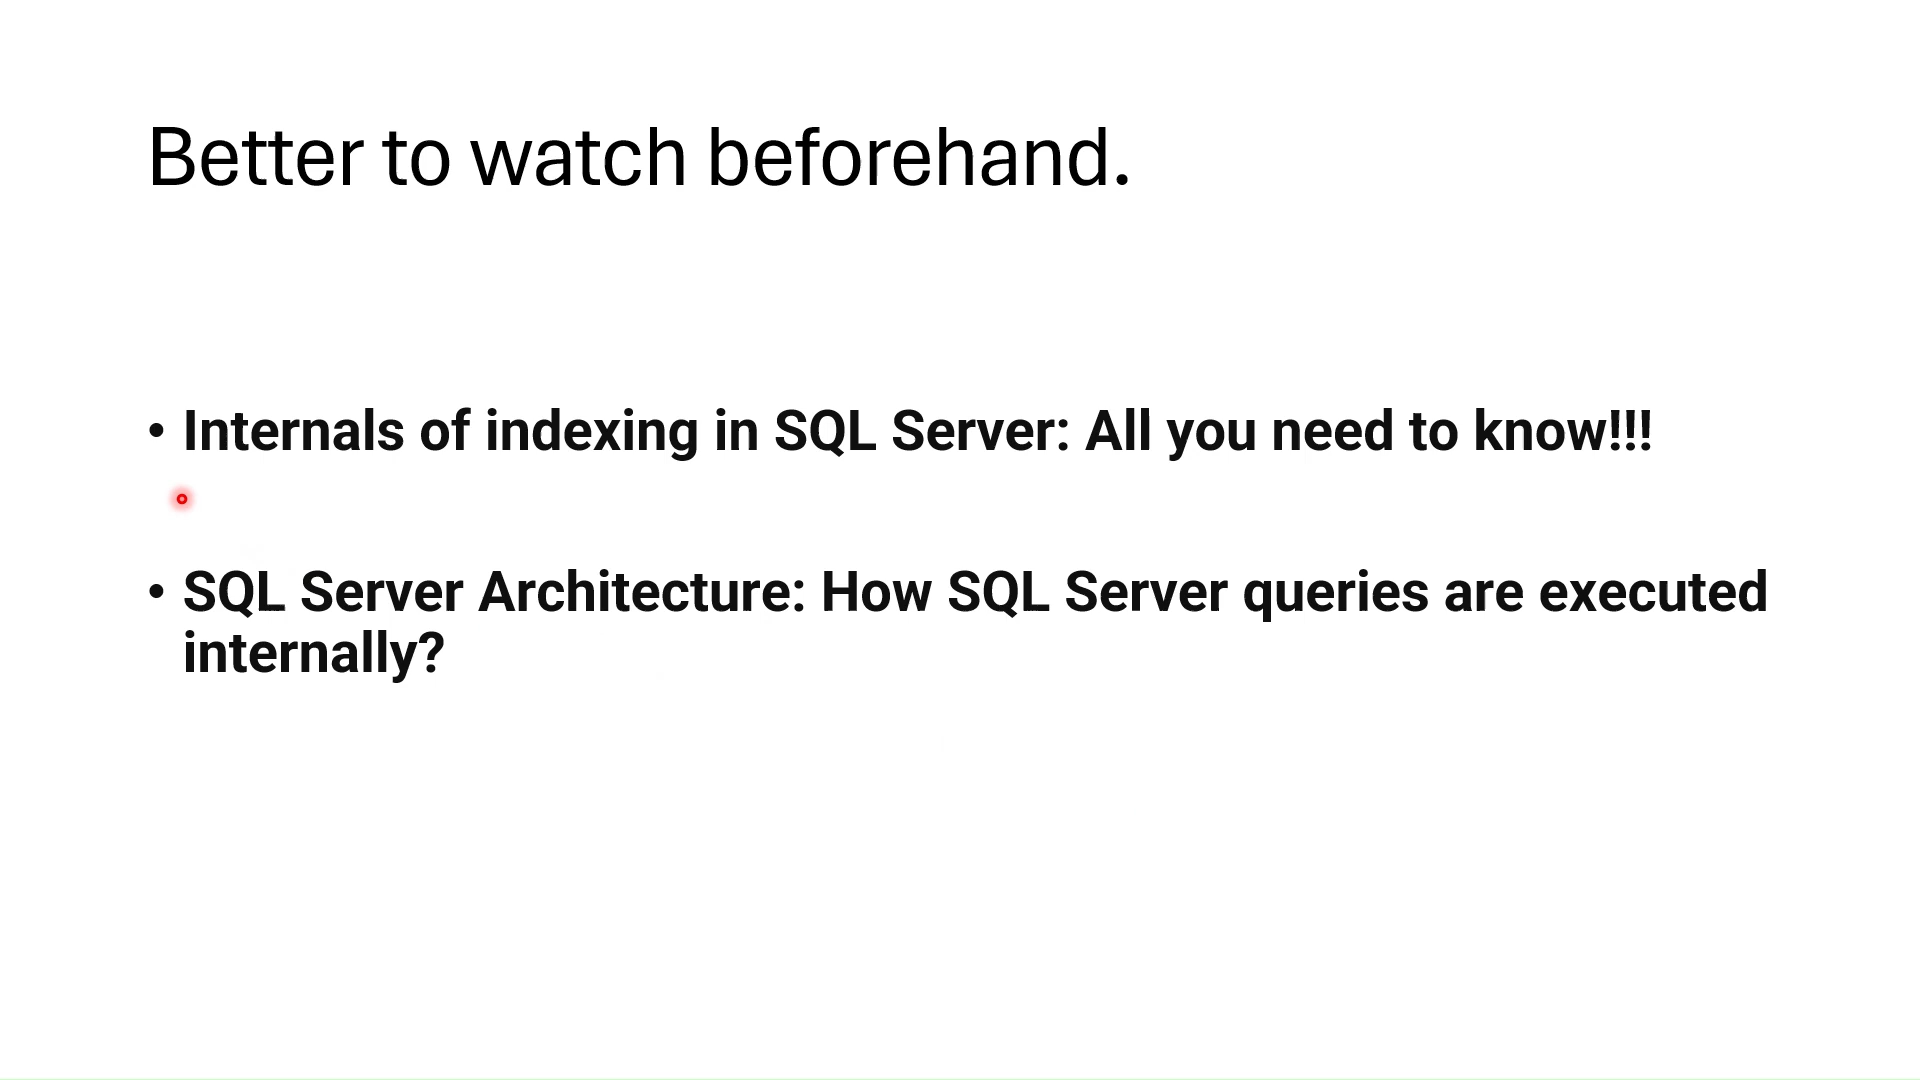 Better to watch beforehand.
• Internals of indexing in SQL Server: All you need to know!!!
• SQL Server Architecture: How SQL Server queries are executed
internally?